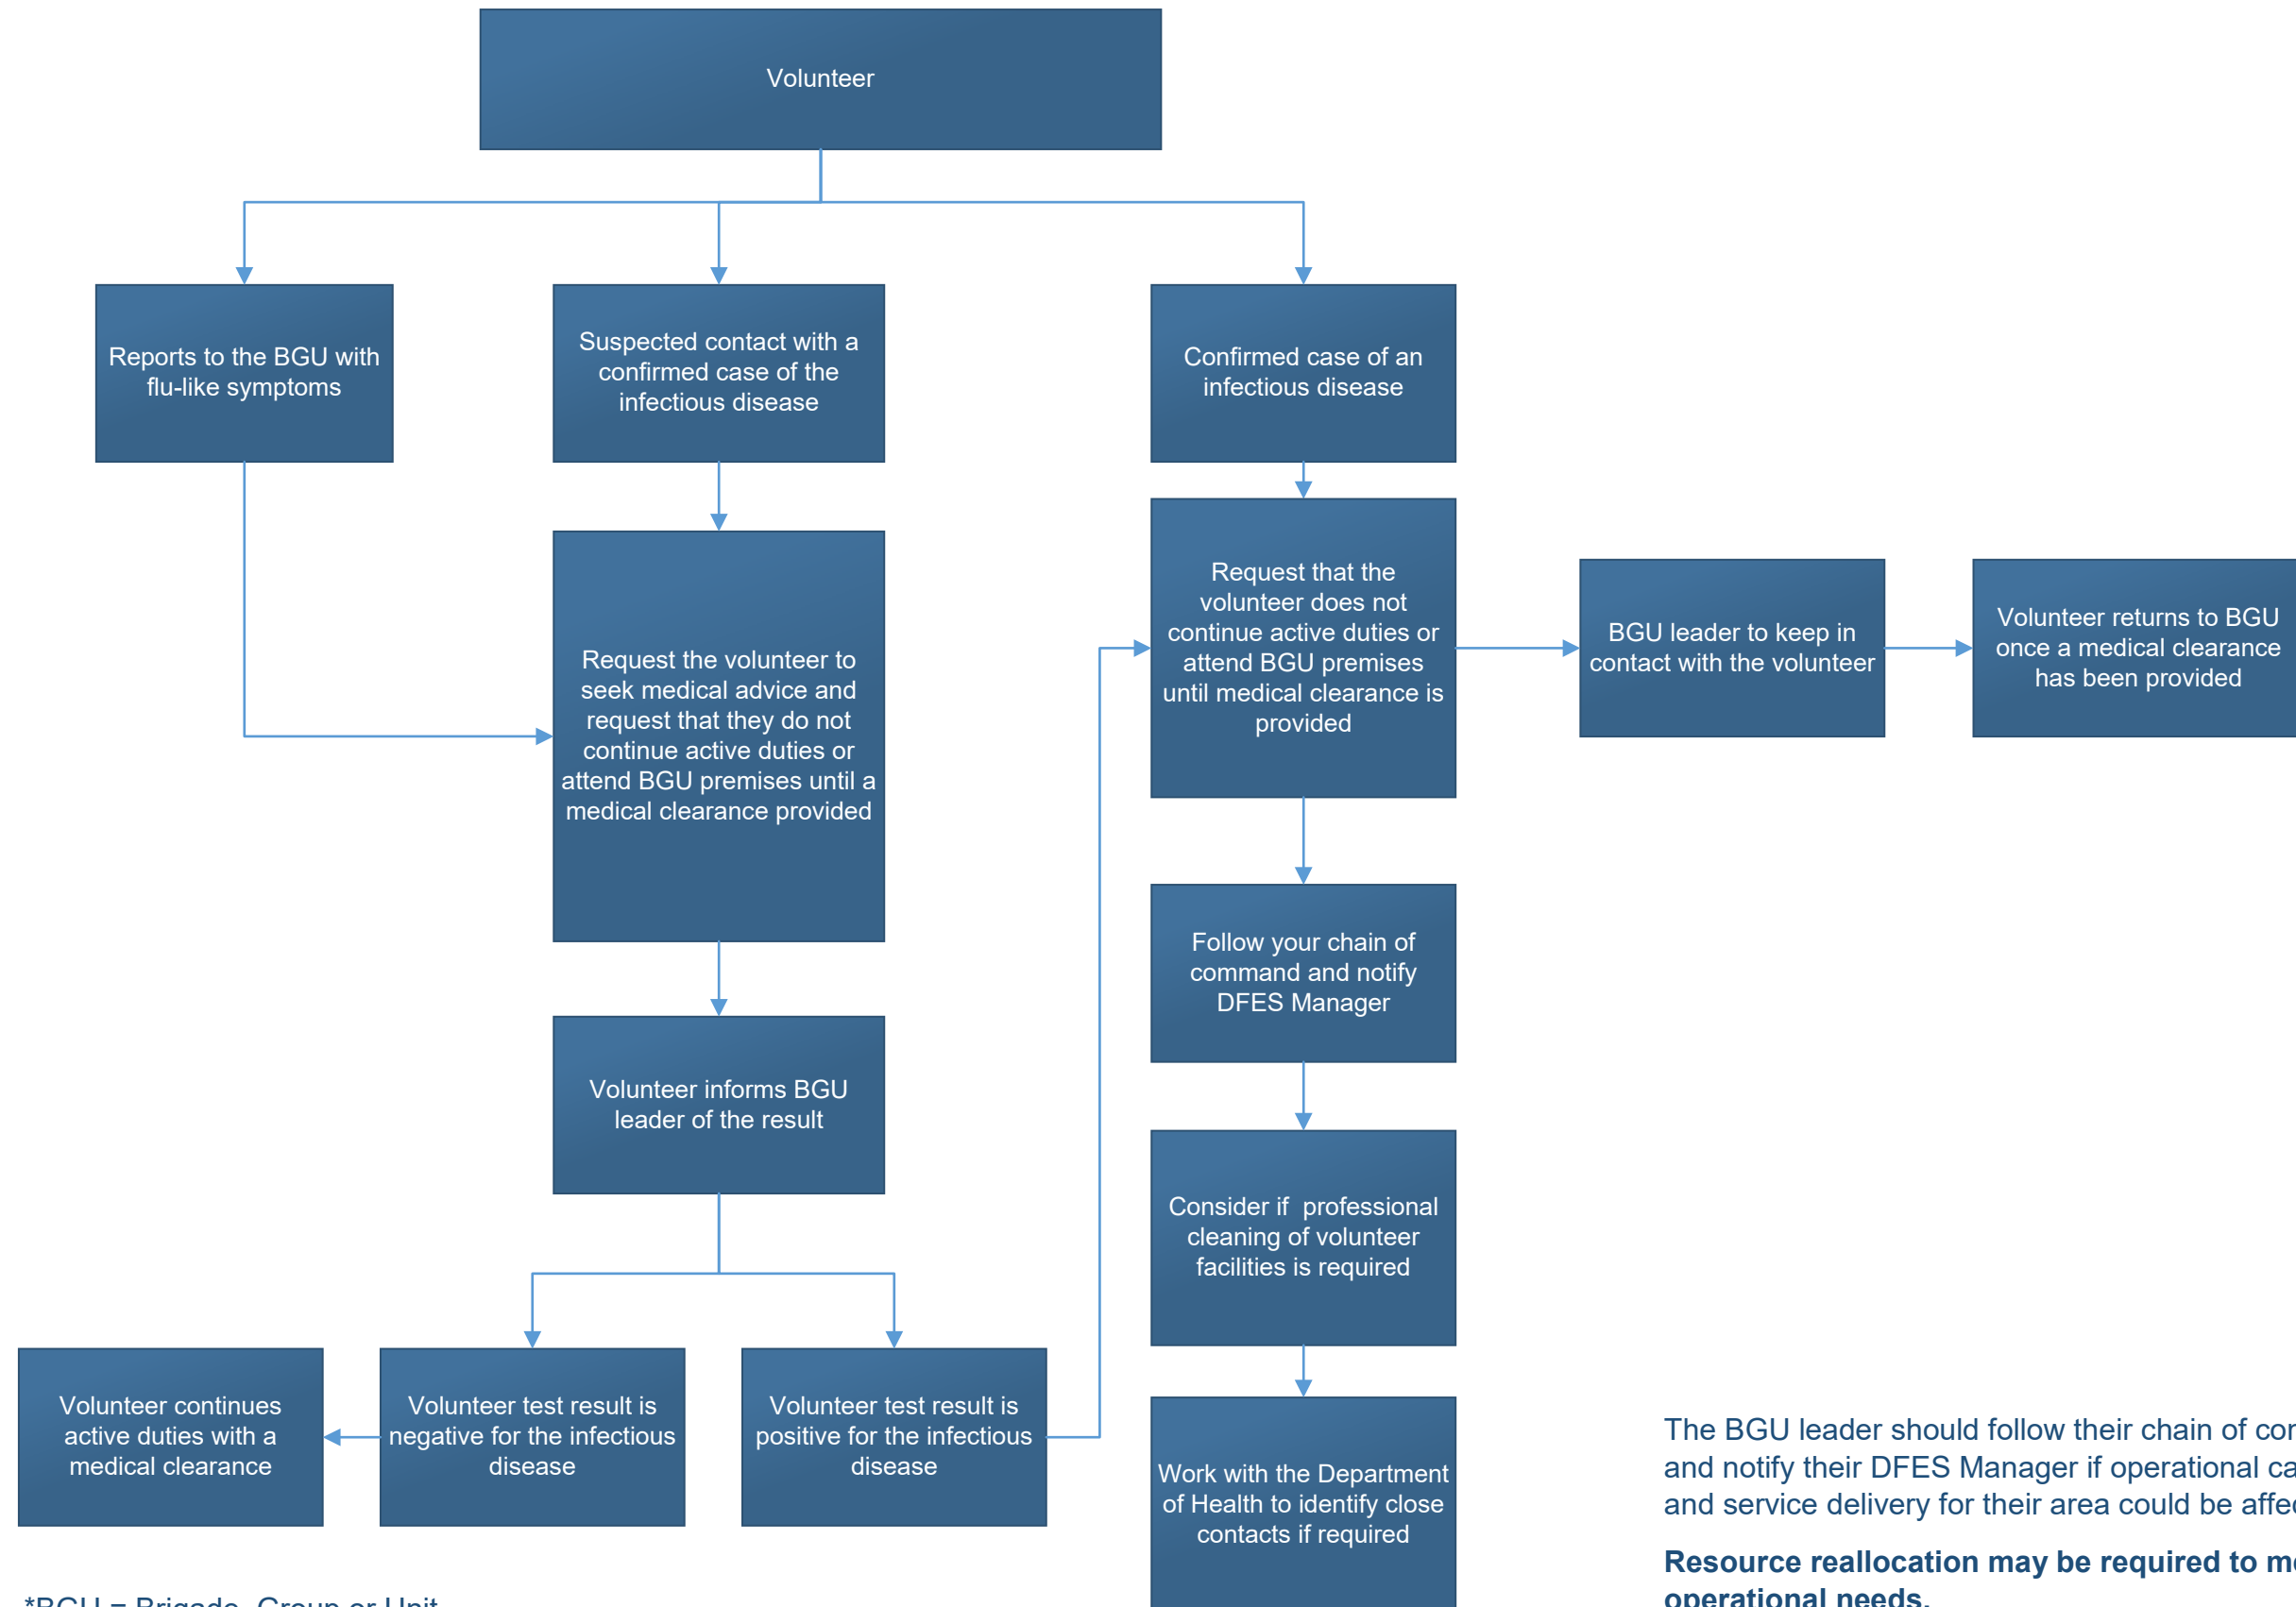 Volunteer
Reports to the BGU with
flu-like symptoms
Suspected contact with a
confirmed case of the
infectious disease
Confirmed case of an
infectious disease
Request the volunteer to
seek medical advice and
request that they do not
continue active duties or
attend BGU premises until a
medical clearance provided
Request that the
volunteer does not
continue active duties or
attend BGU premises
until medical clearance is
provided
BGU leader to keep in
contact with the volunteer
Volunteer returns to BGU
once a medical clearance
has been provided
Follow your chain of
command and notify
DFES Manager
Volunteer informs BGU
leader of the result
Consider if professional
cleaning of volunteer
facilities is required
Volunteer continues
active duties with a
medical clearance
Volunteer test result is
negative for the infectious
disease
Volunteer test result is
positive for the infectious
disease
Work with the Department
of Health to identify close
contacts if required
The BGU leader should follow their chain of
and notify their DFES Manager if operational
and service delivery for their area could be
Resource reallocation may be required to
operational needs.
*BGU = Brigade, Group or Unit